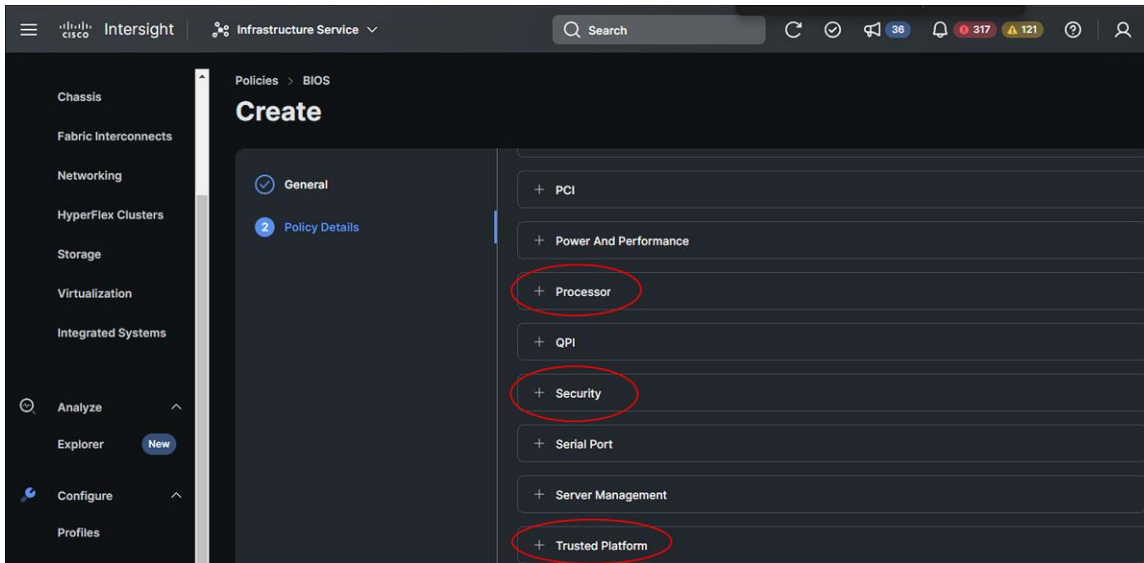 cisco Intersight
Infrastructure Service
Search
36
317
121
Policies > BIOS
Create
Chassis
Fabric Interconnects
Networking
HyperFlex Clusters
Storage
Virtualization
Integrated Systems
Analyze
Explorer New
Configure
Profiles
General
2 Policy Details
+ PCI
+ Power And Performance
+ Processor
+ QPI
+ Security
+ Serial Port
+ Server Management
+ Trusted Platform